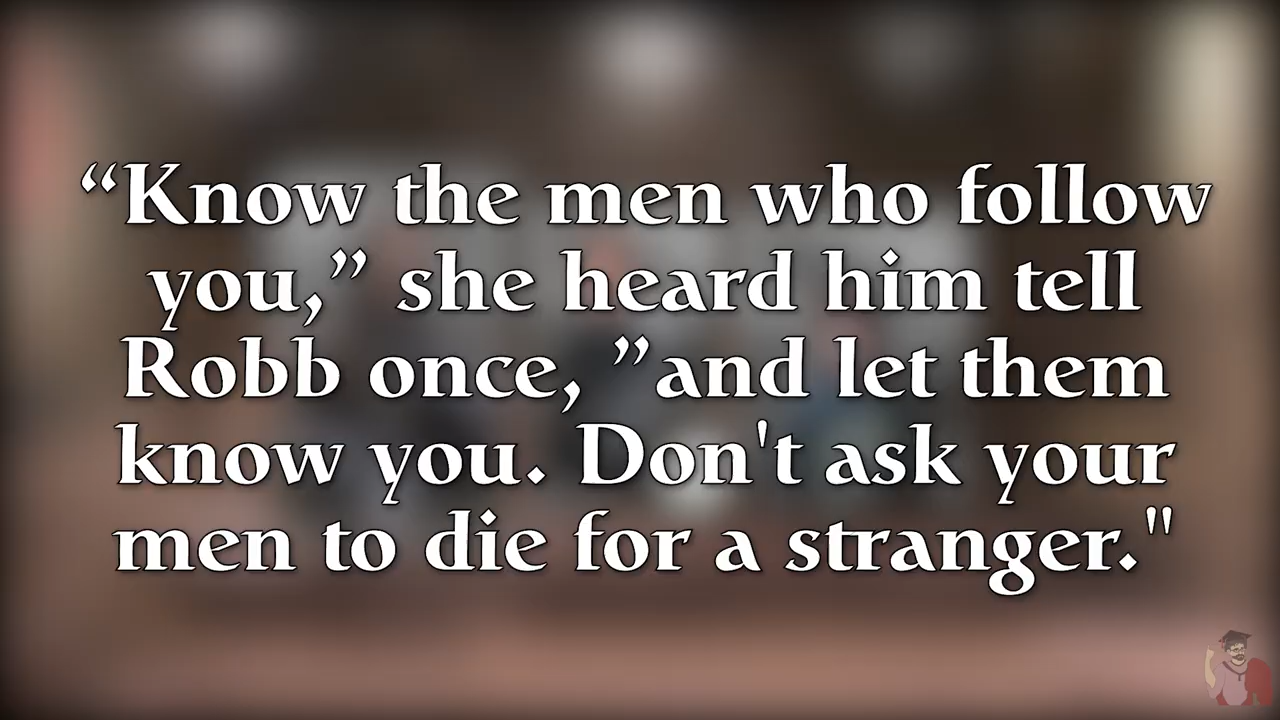 “Know the men who follow
you,” she heard him tell
Robb once, ”and let them
know you. Don't ask your
men to die for a stranger."